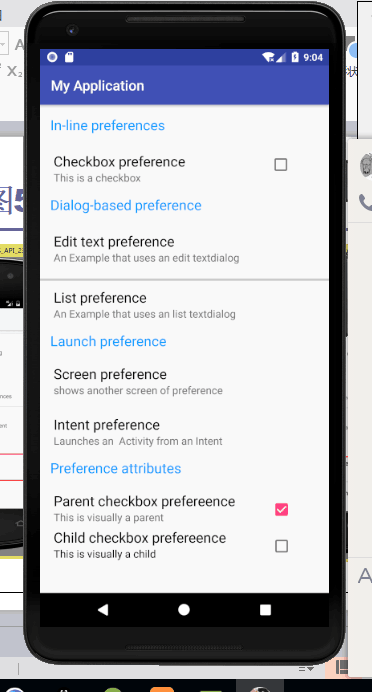 9:04
My Application
In-line preferences
Checkbox preference
This is a checkbox
Dialog-based preference
Edit text preference
An Example that uses an edit textdialog
List preference
An Example that uses an list textdialog
Launch preference
Screen preference
shows another screen of preference
Intent preference
Launches an Activity from an Intent
Preference attributes
Parent checkbox prefereence
This is visually a parent
Child checkbox prefereence
This is visually a child